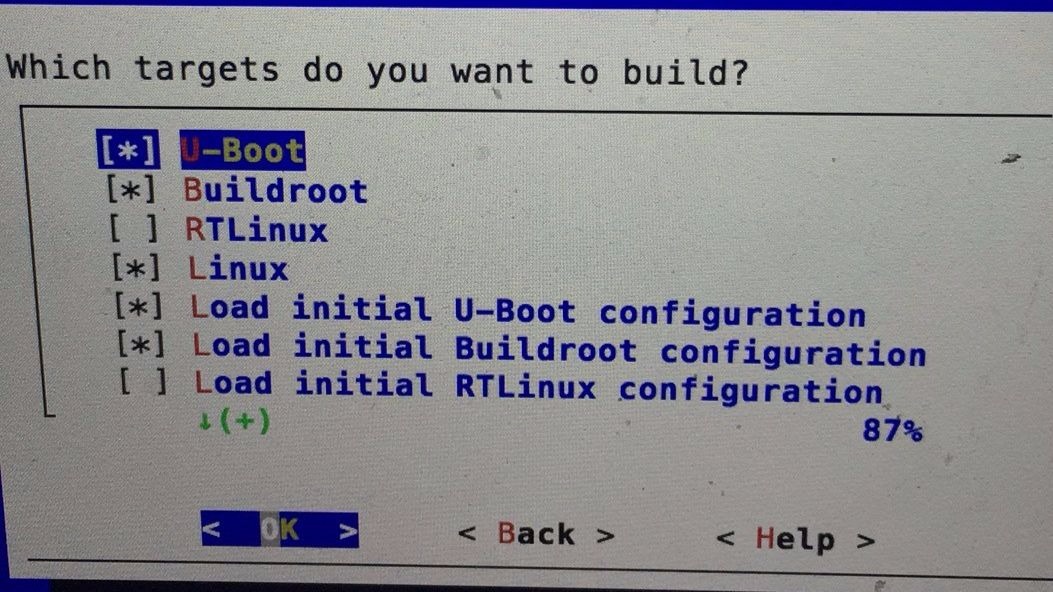 Which targets do you want to build?
[*] U-Boot
[*] Buildroot
[ ] RTLinux
[*] Linux
[*] Load initial U-Boot configuration
[*] Load initial Buildroot configuration
[ ] Load initial RTLinux configuration
↓(+) 87%
< OK > < Back > < Help >